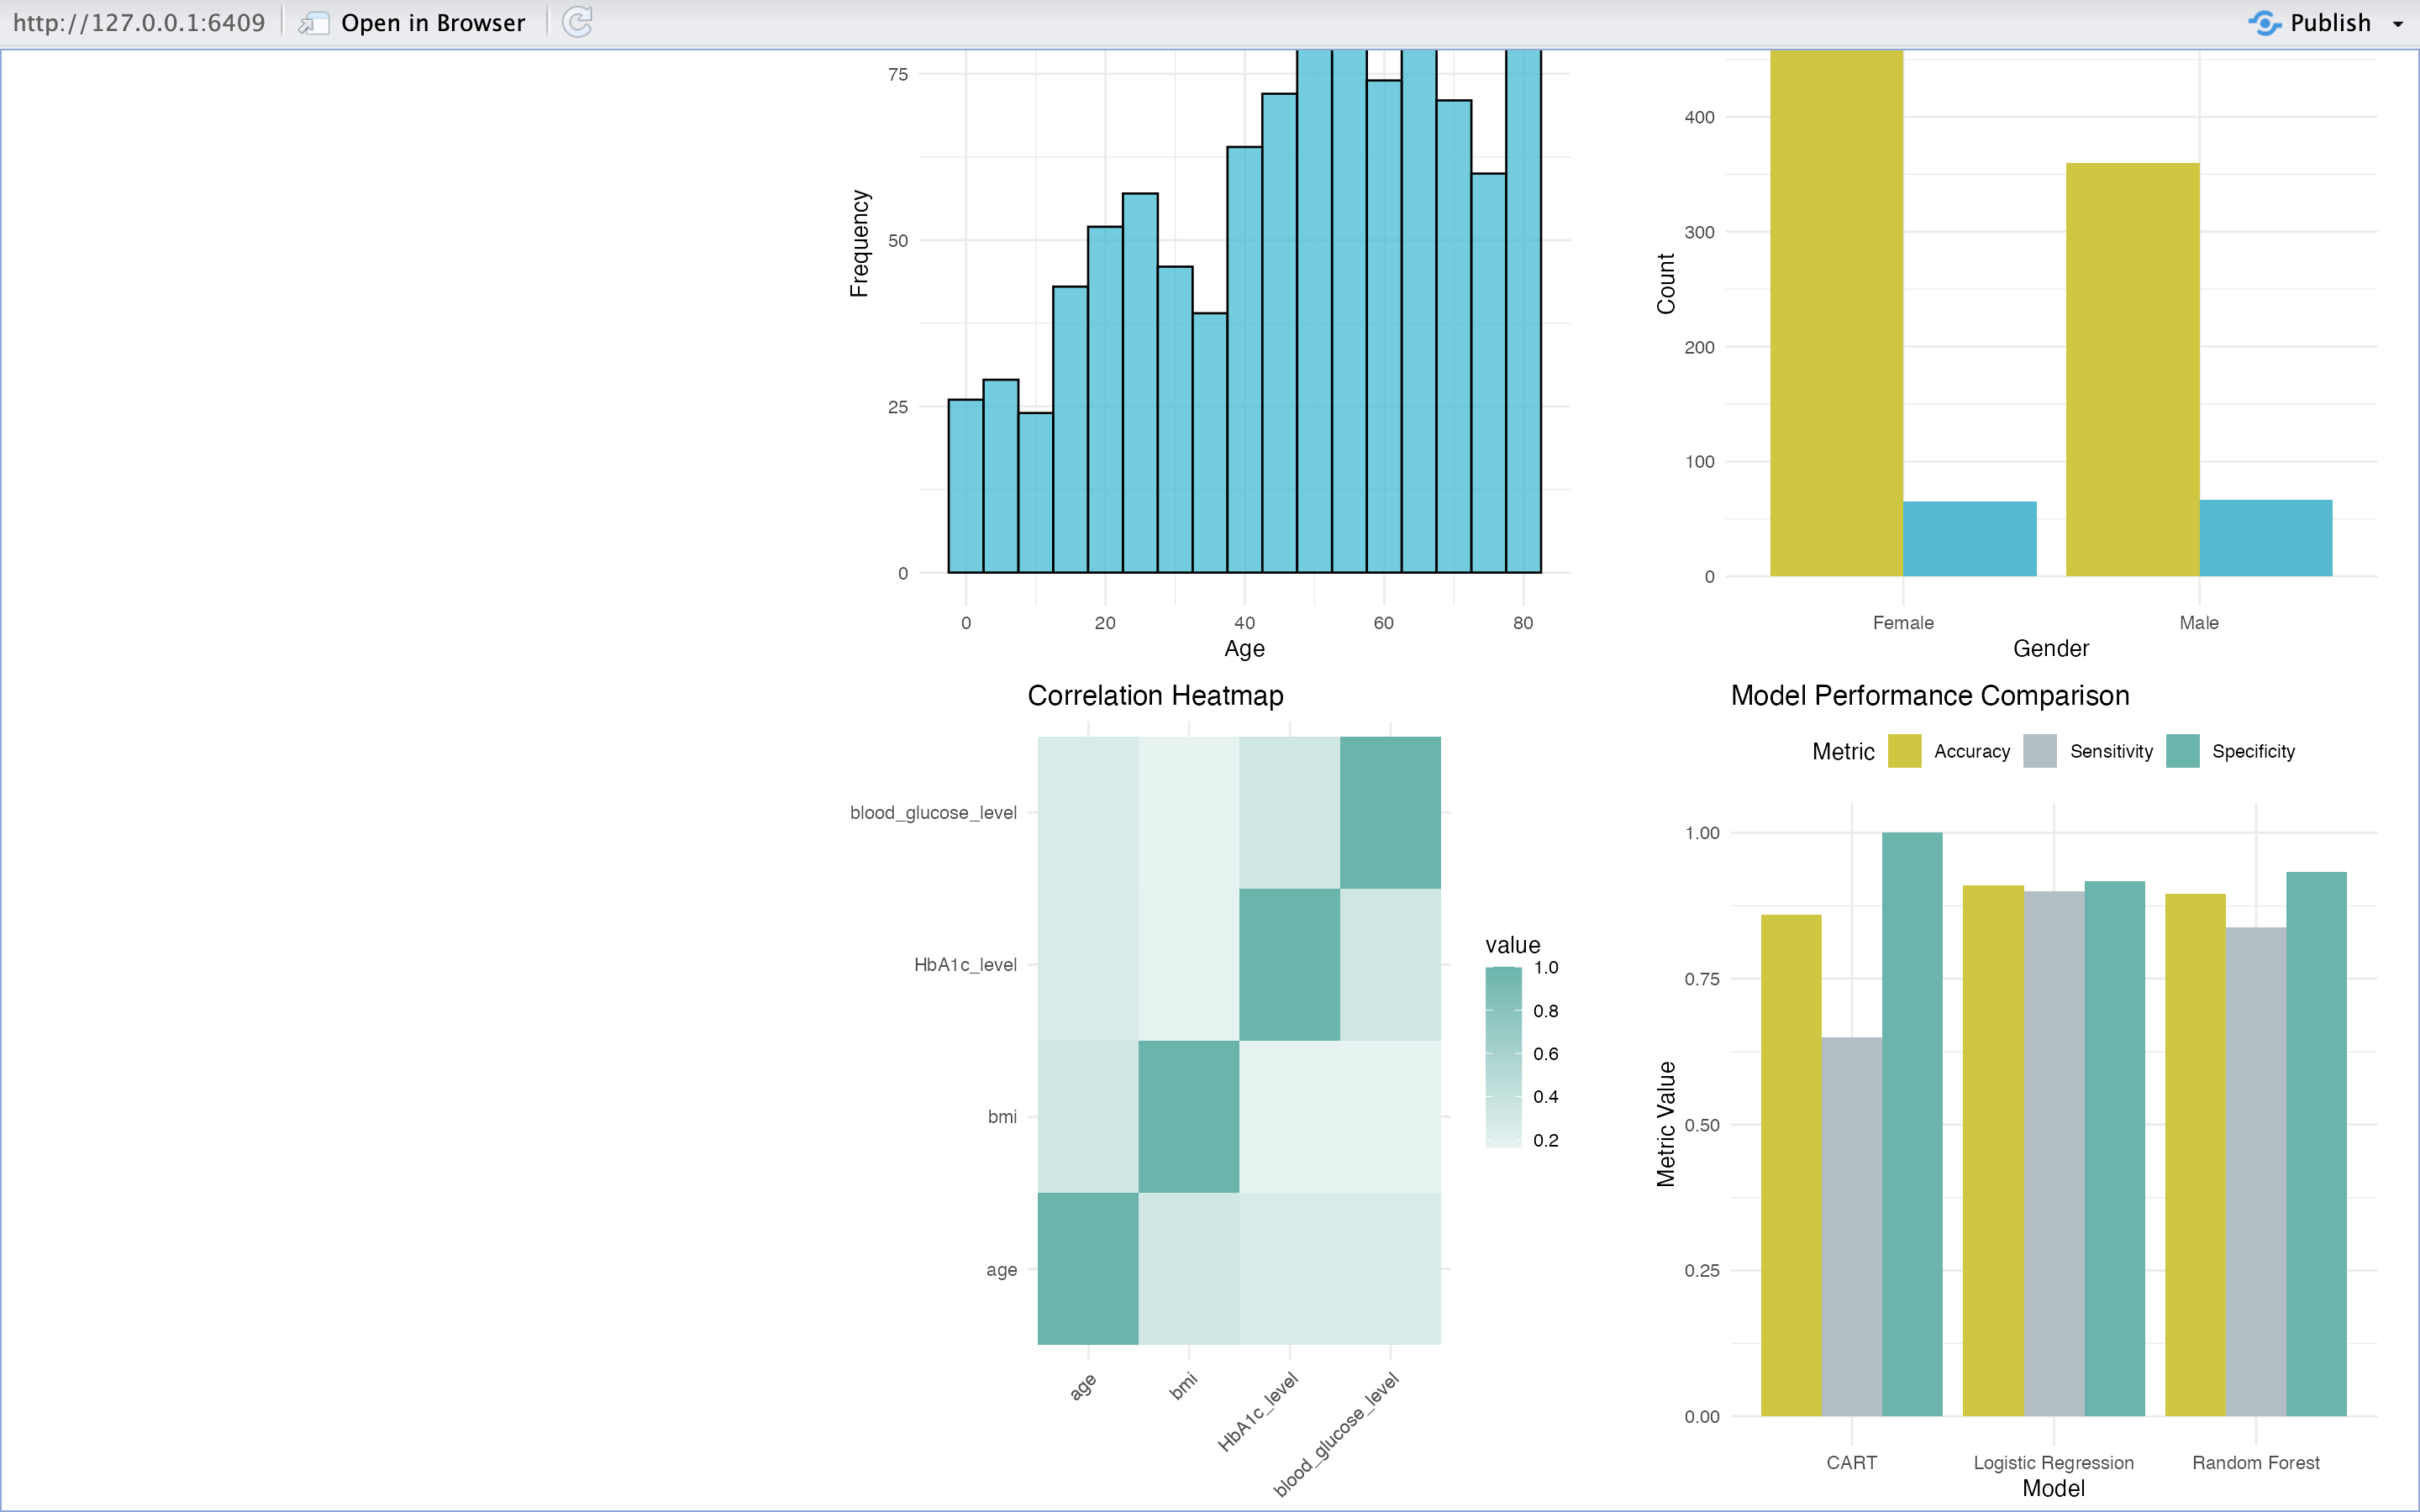 http://127.0.0.1:6409 Open in Browser Publish
75
50
25
0
Frequency
0 20 40 60 80
Age
400
300
200
100
0
Count
Female Male
Gender
Correlation Heatmap
blood_glucose_level
HbA1c_level
bmi
age
age bmi HbA1c_level blood_glucose_level
value
1.0
0.8
0.6
0.4
0.2
Model Performance Comparison
Metric Accuracy Sensitivity Specificity
1.00
0.75
0.50
0.25
0.00
Metric Value
CART Logistic Regression Random Forest
Model